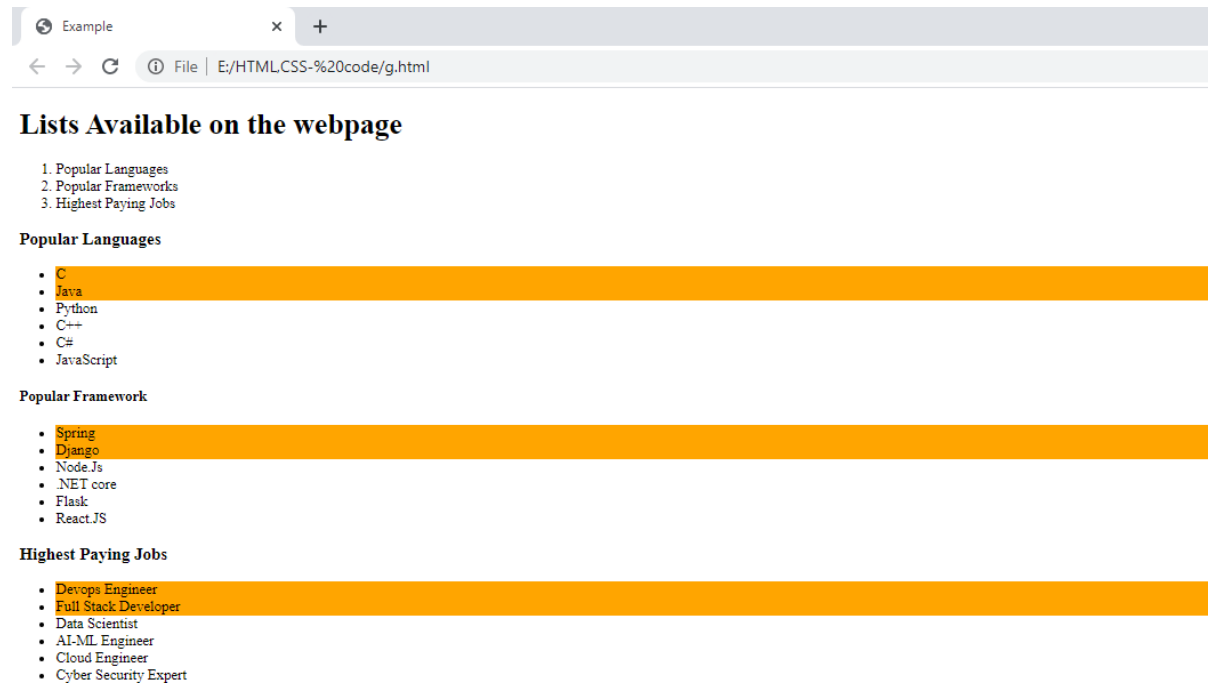 Example
File E:/HTML,CSS-%20code/g.html
Lists Available on the webpage
1. Popular Languages
2. Popular Frameworks
3. Highest Paying Jobs
Popular Languages
• C
• Java
• Python
• C++
• C#
• JavaScript
Popular Framework
• Spring
• Django
• Node.Js
• .NET core
• Flask
• React.JS
Highest Paying Jobs
• Devops Engineer
• Full Stack Developer
• Data Scientist
• AI-ML Engineer
• Cloud Engineer
• Cyber Security Expert